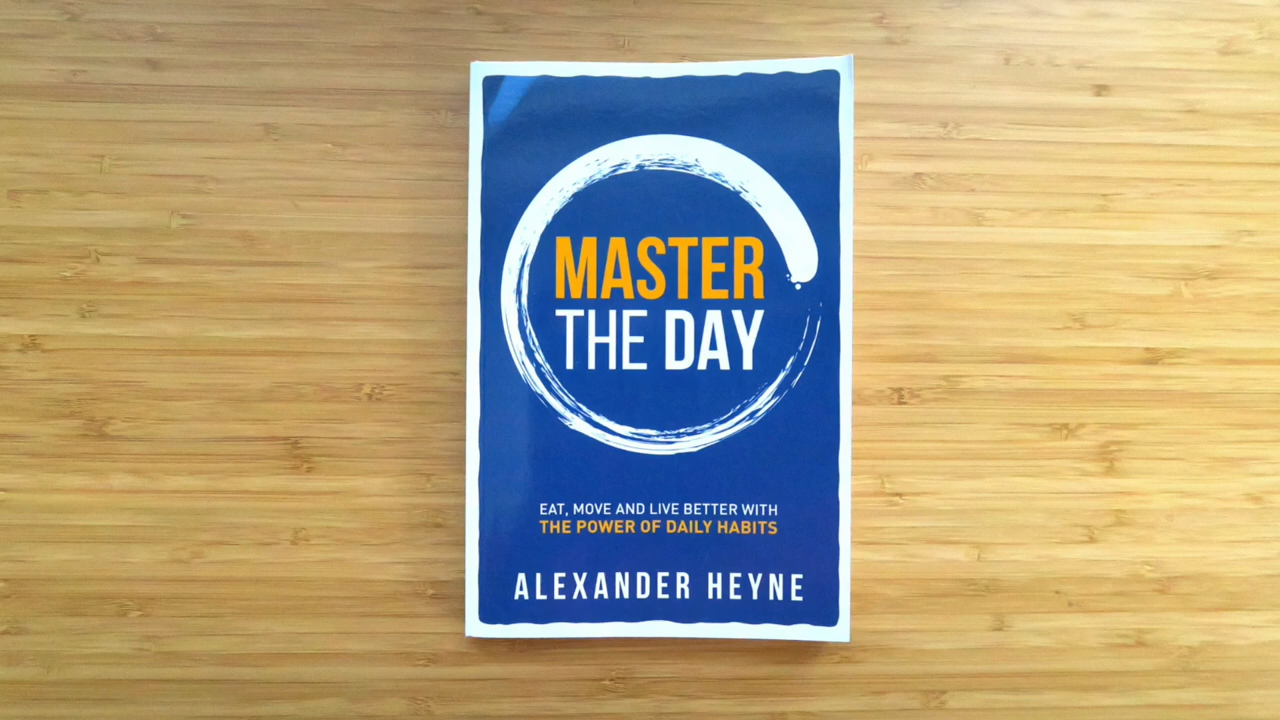 MASTER
THE DAY
EAT, MOVE AND LIVE BETTER WITH
THE POWER OF DAILY HABITS
ALEXANDER HEYNE